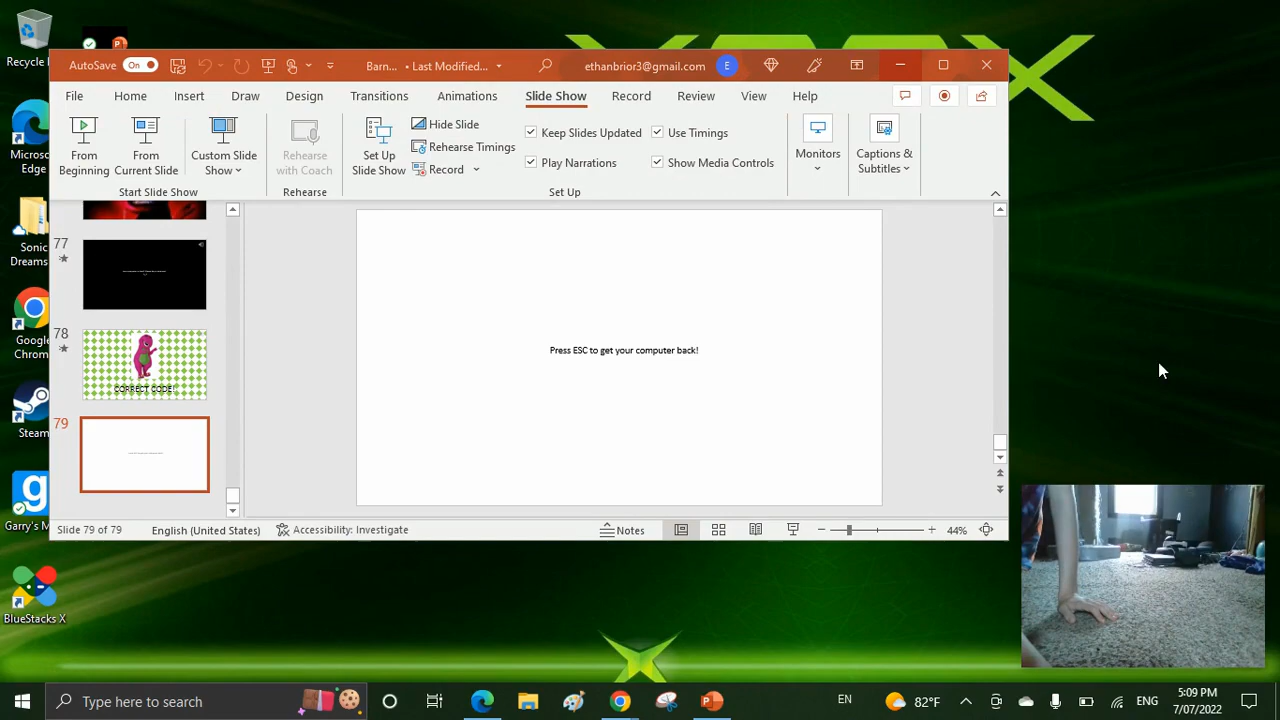 Recycle
XBOX
AutoSave On Barn... • Last Modified... ethanbrior3@gmail.com E
File Home Insert Draw Design Transitions Animations Slide Show Record Review View Help
From Beginning
From Current Slide
Custom Slide Show
Start Slide Show
Rehearse with Coach
Rehearse
Set Up Slide Show
Hide Slide
Rehearse Timings
Record
Keep Slides Updated
Play Narrations
Use Timings
Show Media Controls
Set Up
Monitors
Captions & Subtitles
77
78
CORRECT CODE!
79
Press ESC to get your computer back!
Slide 79 of 79 English (United States) Accessibility: Investigate Notes 44%
Micros
Edge
Sonic
Dreams
Google
Chrom
Steam
Garry's M
BlueStacks X
Type here to search
EN 82°F ENG 5:09 PM
7/07/2022